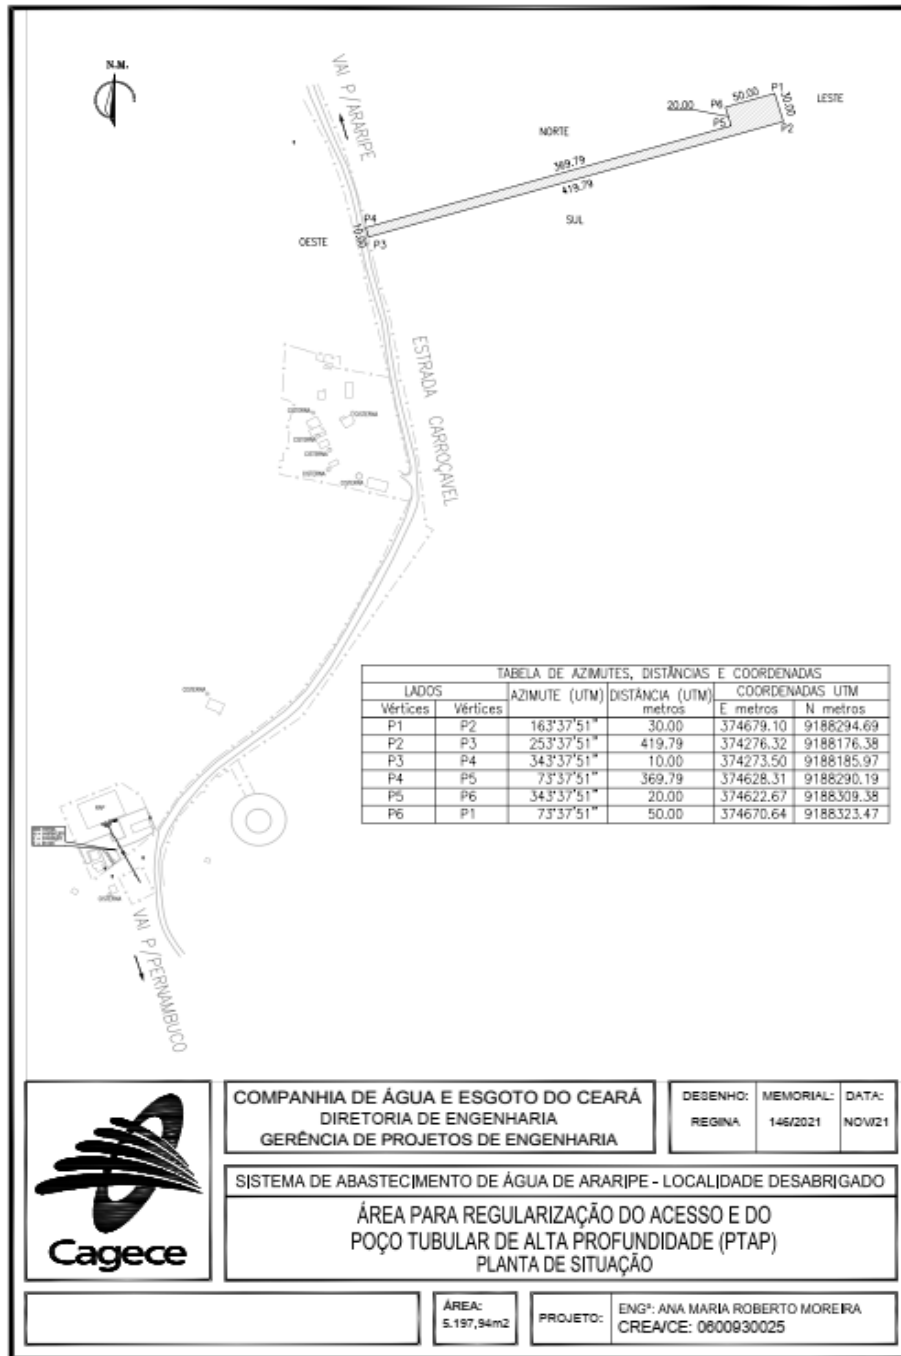 N.M.
VAI P/ARARIPE
NORTE
LESTE
OESTE
SUL
P6
50.00
P1
20.00
30.00
P5
P2
369.79
419.79
P4
10.00
P3
ESTRADA CARROÇAVEL
CISTERNA
CISTERNA
CISTERNA
CISTERNA
CISTERNA
CISTERNA
CISTERNA
CISTERNA
VAI P/PERNAMBUCO
TABELA DE AZIMUTES, DISTÂNCIAS E COORDENADAS
LADOS AZIMUTE (UTM) DISTÂNCIA (UTM) COORDENADAS UTM
Vértices Vértices metros E metros N metros
P1 P2 163°37'51" 30.00 374679.10 9188294.69
P2 P3 253°37'51" 419.79 374276.32 9188176.38
P3 P4 343°37'51" 10.00 374273.50 9188185.97
P4 P5 73°37'51" 369.79 374628.31 9188290.19
P5 P6 343°37'51" 20.00 374622.67 9188309.38
P6 P1 73°37'51" 50.00 374670.64 9188323.47
Cagece
COMPANHIA DE ÁGUA E ESGOTO DO CEARÁ
DIRETORIA DE ENGENHARIA
GERÊNCIA DE PROJETOS DE ENGENHARIA
DESENHO: MEMORIAL: DATA:
REGINA 146/2021 NOV/21
SISTEMA DE ABASTECIMENTO DE ÁGUA DE ARARIPE - LOCALIDADE DESABRIGADO
ÁREA PARA REGULARIZAÇÃO DO ACESSO E DO
POÇO TUBULAR DE ALTA PROFUNDIDADE (PTAP)
PLANTA DE SITUAÇÃO
ÁREA:
5.197,94m2
PROJETO:
ENGª: ANA MARIA ROBERTO MOREIRA
CREA/CE: 0600930025